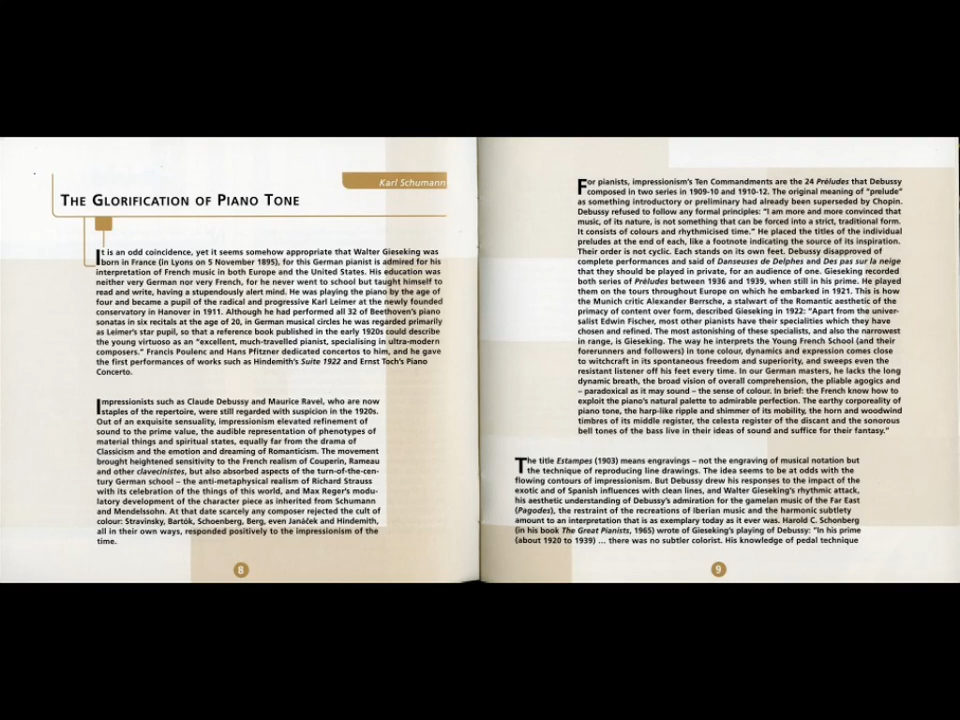 Karl Schumann
THE GLORIFICATION OF PIANO TONE
It is an odd coincidence, yet it seems somehow appropriate that Walter Gieseking was
born in France (in Lyons on 5 November 1895), for this German pianist is admired for his
interpretation of French music in both Europe and the United States. His education was
neither very German nor very French, for he never went to school but taught himself to
read and write, having a stupendously alert mind. He was playing the piano by the age of
four and became a pupil of the radical and progressive Karl Leimer at the newly founded
conservatory in Hanover in 1911. Although he had performed all 32 of Beethoven's piano
sonatas in six recitals at the age of 20, in German musical circles he was regarded primarily
as Leimer's star pupil, so that a reference book published in the early 1920s could describe
the young virtuoso as an "excellent, much-travelled pianist, specialising in ultra-modern
composers." Francis Poulenc and Hans Pfitzner dedicated concertos to him, and he gave
the first performances of works such as Hindemith's Suite 1922 and Ernst Toch's Piano
Concerto.
Impressionists such as Claude Debussy and Maurice Ravel, who are now
staples of the repertoire, were still regarded with suspicion in the 1920s.
Out of an exquisite sensuality, impressionism elevated refinement of
sound to the prime value, the audible representation of phenotypes of
material things and spiritual states, equally far from the drama of
Classicism and the emotion and dreaming of Romanticism. The movement
brought heightened sensitivity to the French realism of Couperin, Rameau
and other clavecinistes, but also absorbed aspects of the turn-of-the-cen-
tury German school – the anti-metaphysical realism of Richard Strauss
with its celebration of the things of this world, and Max Reger's modu-
latory development of the character piece as inherited from Schumann
and Mendelssohn. At that date scarcely any composer rejected the cult of
colour: Stravinsky, Bartók, Schoenberg, Berg, even Janáček and Hindemith,
all in their own ways, responded positively to the impressionism of the
time.
8
For pianists, impressionism's Ten Commandments are the 24 Préludes that Debussy
composed in two series in 1909-10 and 1910-12. The original meaning of "prelude"
as something introductory or preliminary had already been superseded by Chopin.
Debussy refused to follow any formal principles: "I am more and more convinced that
music, of its nature, is not something that can be forced into a strict, traditional form.
It consists of colours and rhythmicised time." He placed the titles of the individual
preludes at the end of each, like a footnote indicating the source of its inspiration.
Their order is not cyclic. Each stands on its own feet. Debussy disapproved of
complete performances and said of Danseuses de Delphes and Des pas sur la neige
that they should be played in private, for an audience of one. Gieseking recorded
both series of Préludes between 1936 and 1939, when still in his prime. He played
them on the tours throughout Europe on which he embarked in 1921. This is how
the Munich critic Alexander Berrsche, a stalwart of the Romantic aesthetic of the
primacy of content over form, described Gieseking in 1922: "Apart from the univer-
salist Edwin Fischer, most other pianists have their specialities which they have
chosen and refined. The most astonishing of these specialists, and also the narrowest
in range, is Gieseking. The way he interprets the Young French School (and their
forerunners and followers) in tone colour, dynamics and expression comes close
to witchcraft in its spontaneous freedom and superiority, and sweeps even the
resistant listener off his feet every time. In our German masters, he lacks the long
dynamic breath, the broad vision of overall comprehension, the pliable agogics and
– paradoxical as it may sound – the sense of colour. In brief: the French know how to
exploit the piano's natural palette to admirable perfection. The earthy corporeality of
piano tone, the harp-like ripple and shimmer of its mobility, the horn and woodwind
timbres of its middle register, the celesta register of the discant and the sonorous
bell tones of the bass live in their ideas of sound and suffice for their fantasy."
The title Estampes (1903) means engravings – not the engraving of musical notation but
the technique of reproducing line drawings. The idea seems to be at odds with the
flowing contours of impressionism. But Debussy drew his responses to the impact of the
exotic and of Spanish influences with clean lines, and Walter Gieseking's rhythmic attack,
his aesthetic understanding of Debussy's admiration for the gamelan music of the Far East
(Pagodes), the restraint of the recreations of Iberian music and the harmonic subtlety
amount to an interpretation that is as exemplary today as it ever was. Harold C. Schonberg
(in his book The Great Pianists, 1965) wrote of Gieseking's playing of Debussy: "In his prime
(about 1920 to 1939) ... there was no subtler colorist. His knowledge of pedal technique
9